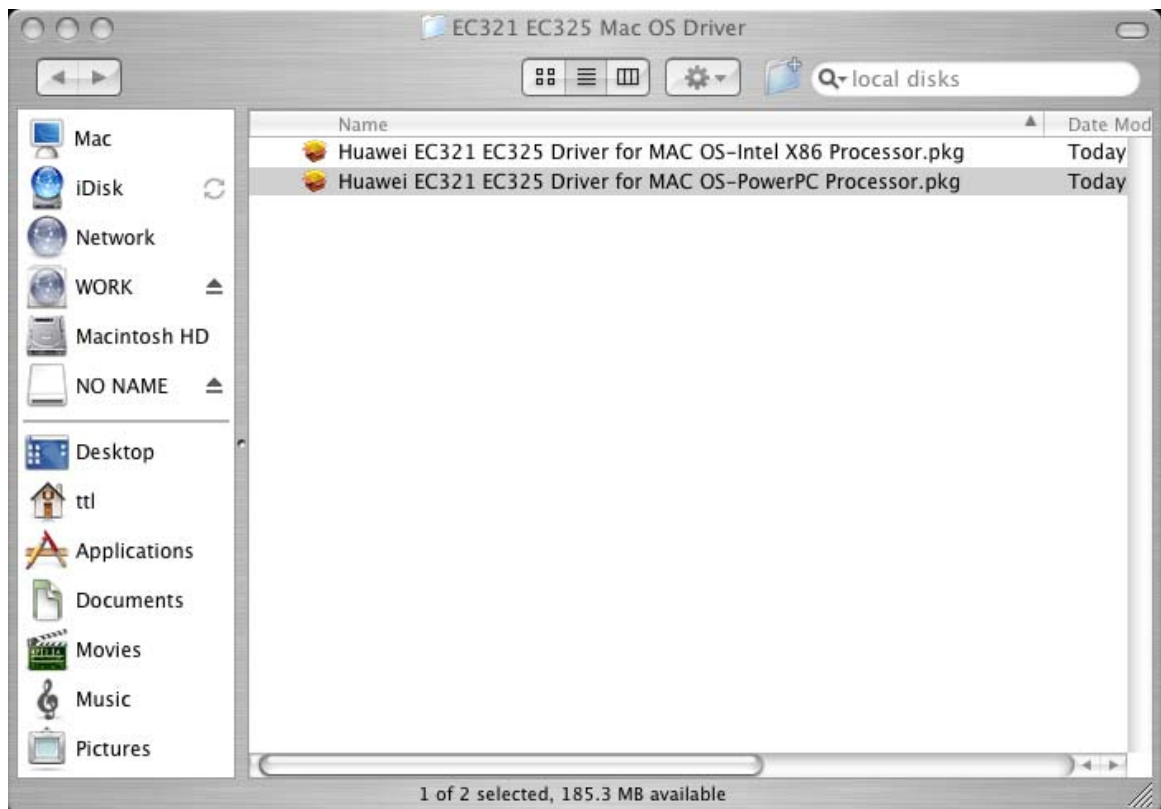 EC321 EC325 Mac OS Driver
local disks
Name
Date Mod
Huawei EC321 EC325 Driver for MAC OS-Intel X86 Processor.pkg
Today
Huawei EC321 EC325 Driver for MAC OS-PowerPC Processor.pkg
Today
Mac
iDisk
Network
WORK
Macintosh HD
NO NAME
Desktop
ttl
Applications
Documents
Movies
Music
Pictures
1 of 2 selected, 185.3 MB available